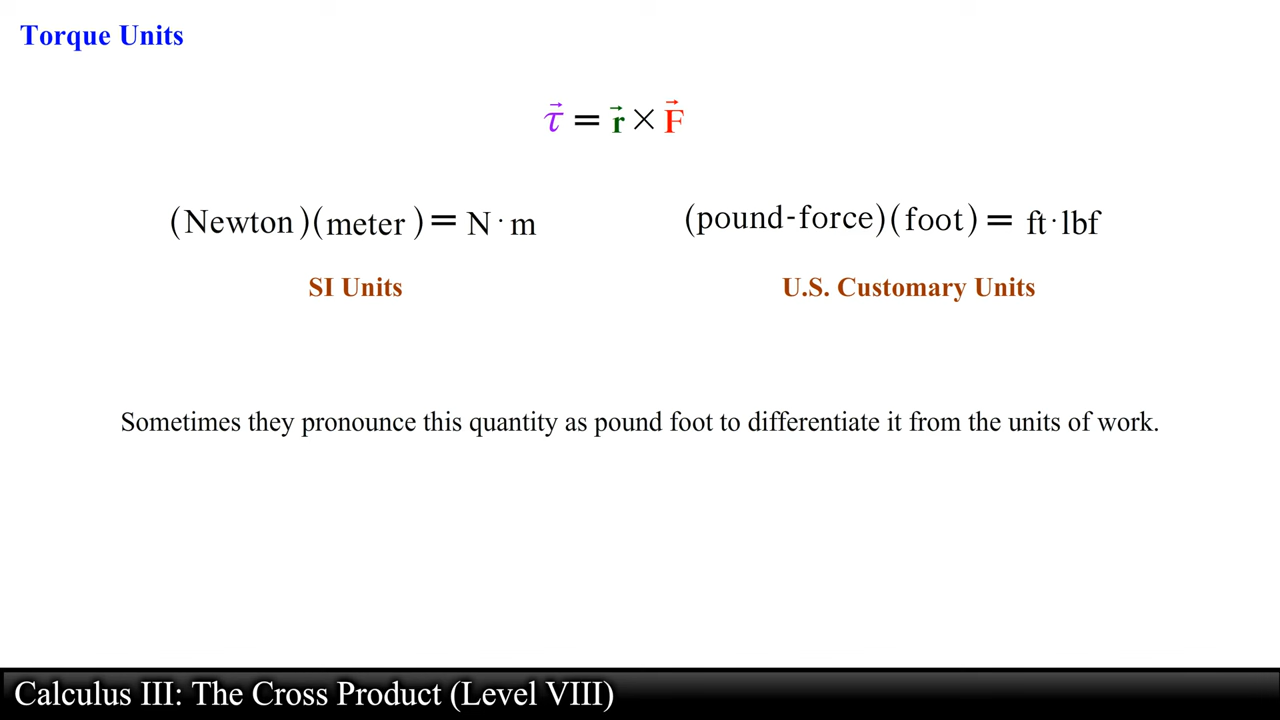 Torque Units
τ⃗ = r⃗ × F⃗
(Newton)(meter) = N·m
(pound-force)(foot) = ft·lbf
SI Units
U.S. Customary Units
Sometimes they pronounce this quantity as pound foot to differentiate it from the units of work.
Calculus III: The Cross Product (Level VIII)